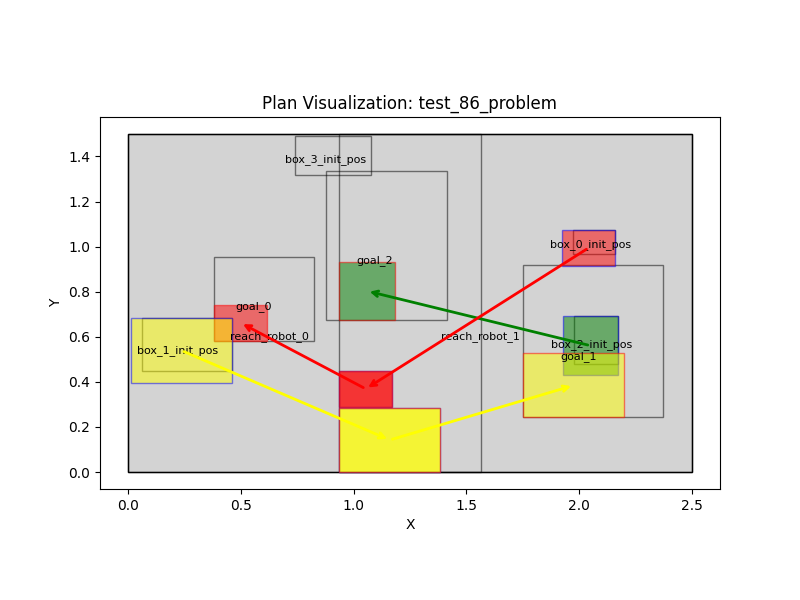 Plan Visualization: test_86_problem
Y
1.4
1.2
1.0
0.8
0.6
0.4
0.2
0.0
box_3_init_pos
box_0_init_pos
goal_2
goal_0
reach_robot_0
reach_robot_1
box_1_init_pos
box_2_init_pos
goal_1
0.0
0.5
1.0
1.5
2.0
2.5
X